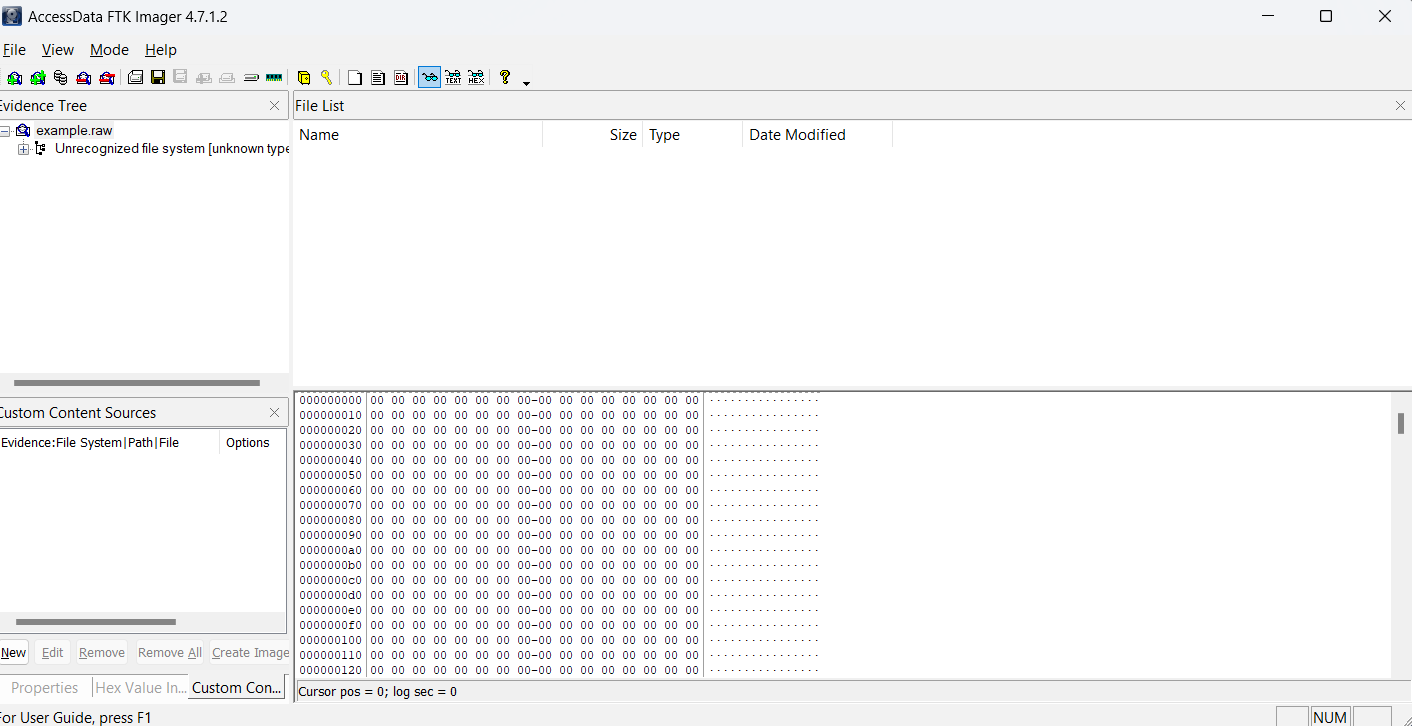 AccessData FTK Imager 4.7.1.2
File View Mode Help
TEXT HEX
Evidence Tree
File List
example.raw
Unrecognized file system [unknown type
Name Size Type Date Modified
Custom Content Sources
Evidence:File System|Path|File Options
New Edit Remove Remove All Create Image
Properties Hex Value In... Custom Con...
000000000 00 00 00 00 00 00 00 00-00 00 00 00 00 00 00 00 ................
000000010 00 00 00 00 00 00 00 00-00 00 00 00 00 00 00 00 ................
000000020 00 00 00 00 00 00 00 00-00 00 00 00 00 00 00 00 ................
000000030 00 00 00 00 00 00 00 00-00 00 00 00 00 00 00 00 ................
000000040 00 00 00 00 00 00 00 00-00 00 00 00 00 00 00 00 ................
000000050 00 00 00 00 00 00 00 00-00 00 00 00 00 00 00 00 ................
000000060 00 00 00 00 00 00 00 00-00 00 00 00 00 00 00 00 ................
000000070 00 00 00 00 00 00 00 00-00 00 00 00 00 00 00 00 ................
000000080 00 00 00 00 00 00 00 00-00 00 00 00 00 00 00 00 ................
000000090 00 00 00 00 00 00 00 00-00 00 00 00 00 00 00 00 ................
0000000a0 00 00 00 00 00 00 00 00-00 00 00 00 00 00 00 00 ................
0000000b0 00 00 00 00 00 00 00 00-00 00 00 00 00 00 00 00 ................
0000000c0 00 00 00 00 00 00 00 00-00 00 00 00 00 00 00 00 ................
0000000d0 00 00 00 00 00 00 00 00-00 00 00 00 00 00 00 00 ................
0000000e0 00 00 00 00 00 00 00 00-00 00 00 00 00 00 00 00 ................
0000000f0 00 00 00 00 00 00 00 00-00 00 00 00 00 00 00 00 ................
000000100 00 00 00 00 00 00 00 00-00 00 00 00 00 00 00 00 ................
000000110 00 00 00 00 00 00 00 00-00 00 00 00 00 00 00 00 ................
000000120 00 00 00 00 00 00 00 00-00 00 00 00 00 00 00 00 ................
Cursor pos = 0; log sec = 0
For User Guide, press F1
NUM